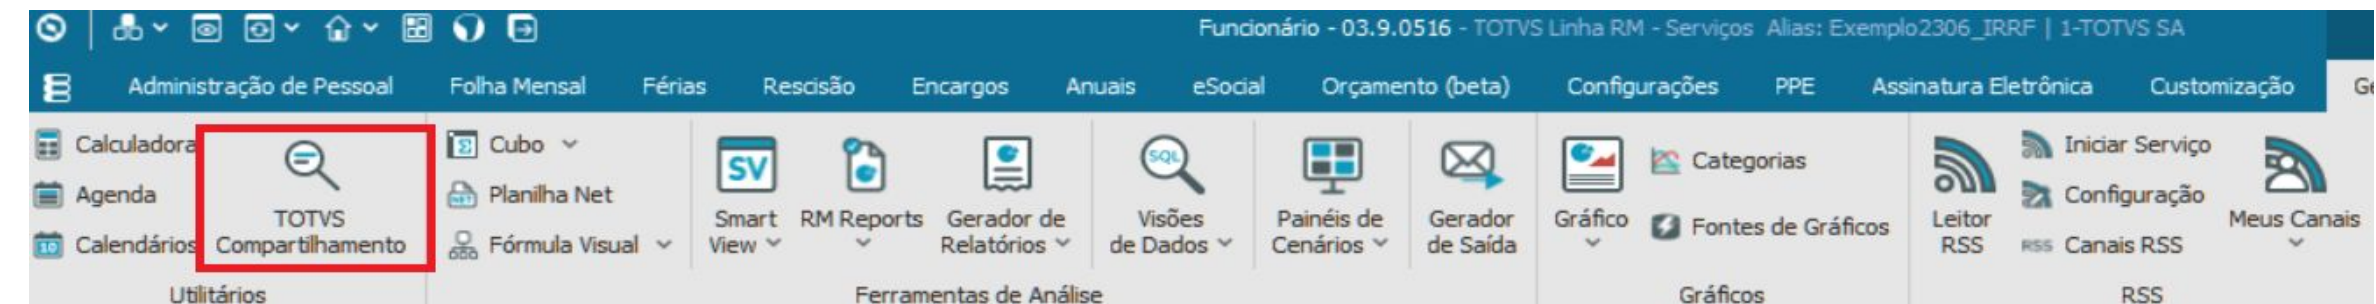 Funcionário - 03.9.0516 - TOTVS Linha RM - Serviços Alias: Exemplo2306_IRRF | 1-TOTVS SA
Administração de Pessoal Folha Mensal Férias Rescisão Encargos Anuais eSocial Orçamento (beta) Configurações PPE Assinatura Eletrônica Customização Ge
Calculadora
Agenda
Calendários
TOTVS
Compartilhamento
Utilitários
Cubo
Planilha Net
Fórmula Visual
SV
Smart
View
RM Reports
Gerador de
Relatórios
SQL
Visões
de Dados
Painéis de
Cenários
Gerador
de Saída
Ferramentas de Análise
Gráfico
Categorias
Fontes de Gráficos
Gráficos
Leitor
RSS
Iniciar Serviço
Configuração
RSS Canais RSS
Meus Canais
RSS